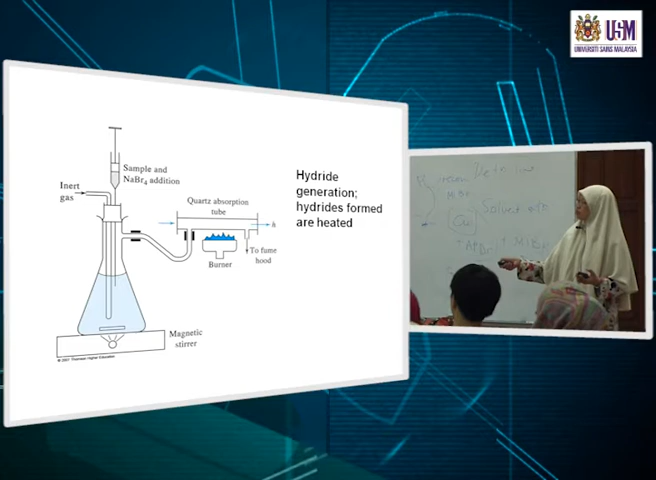 USM
UNIVERSITI SAINS MALAYSIA
Sample and
NaBr4 addition
Inert
gas
Quartz absorption
tube
h
To fume
hood
Burner
Magnetic
stirrer
© 2007 Thomson Higher Education
Hydride
generation;
hydrides formed
are heated
Solvent
MIBK